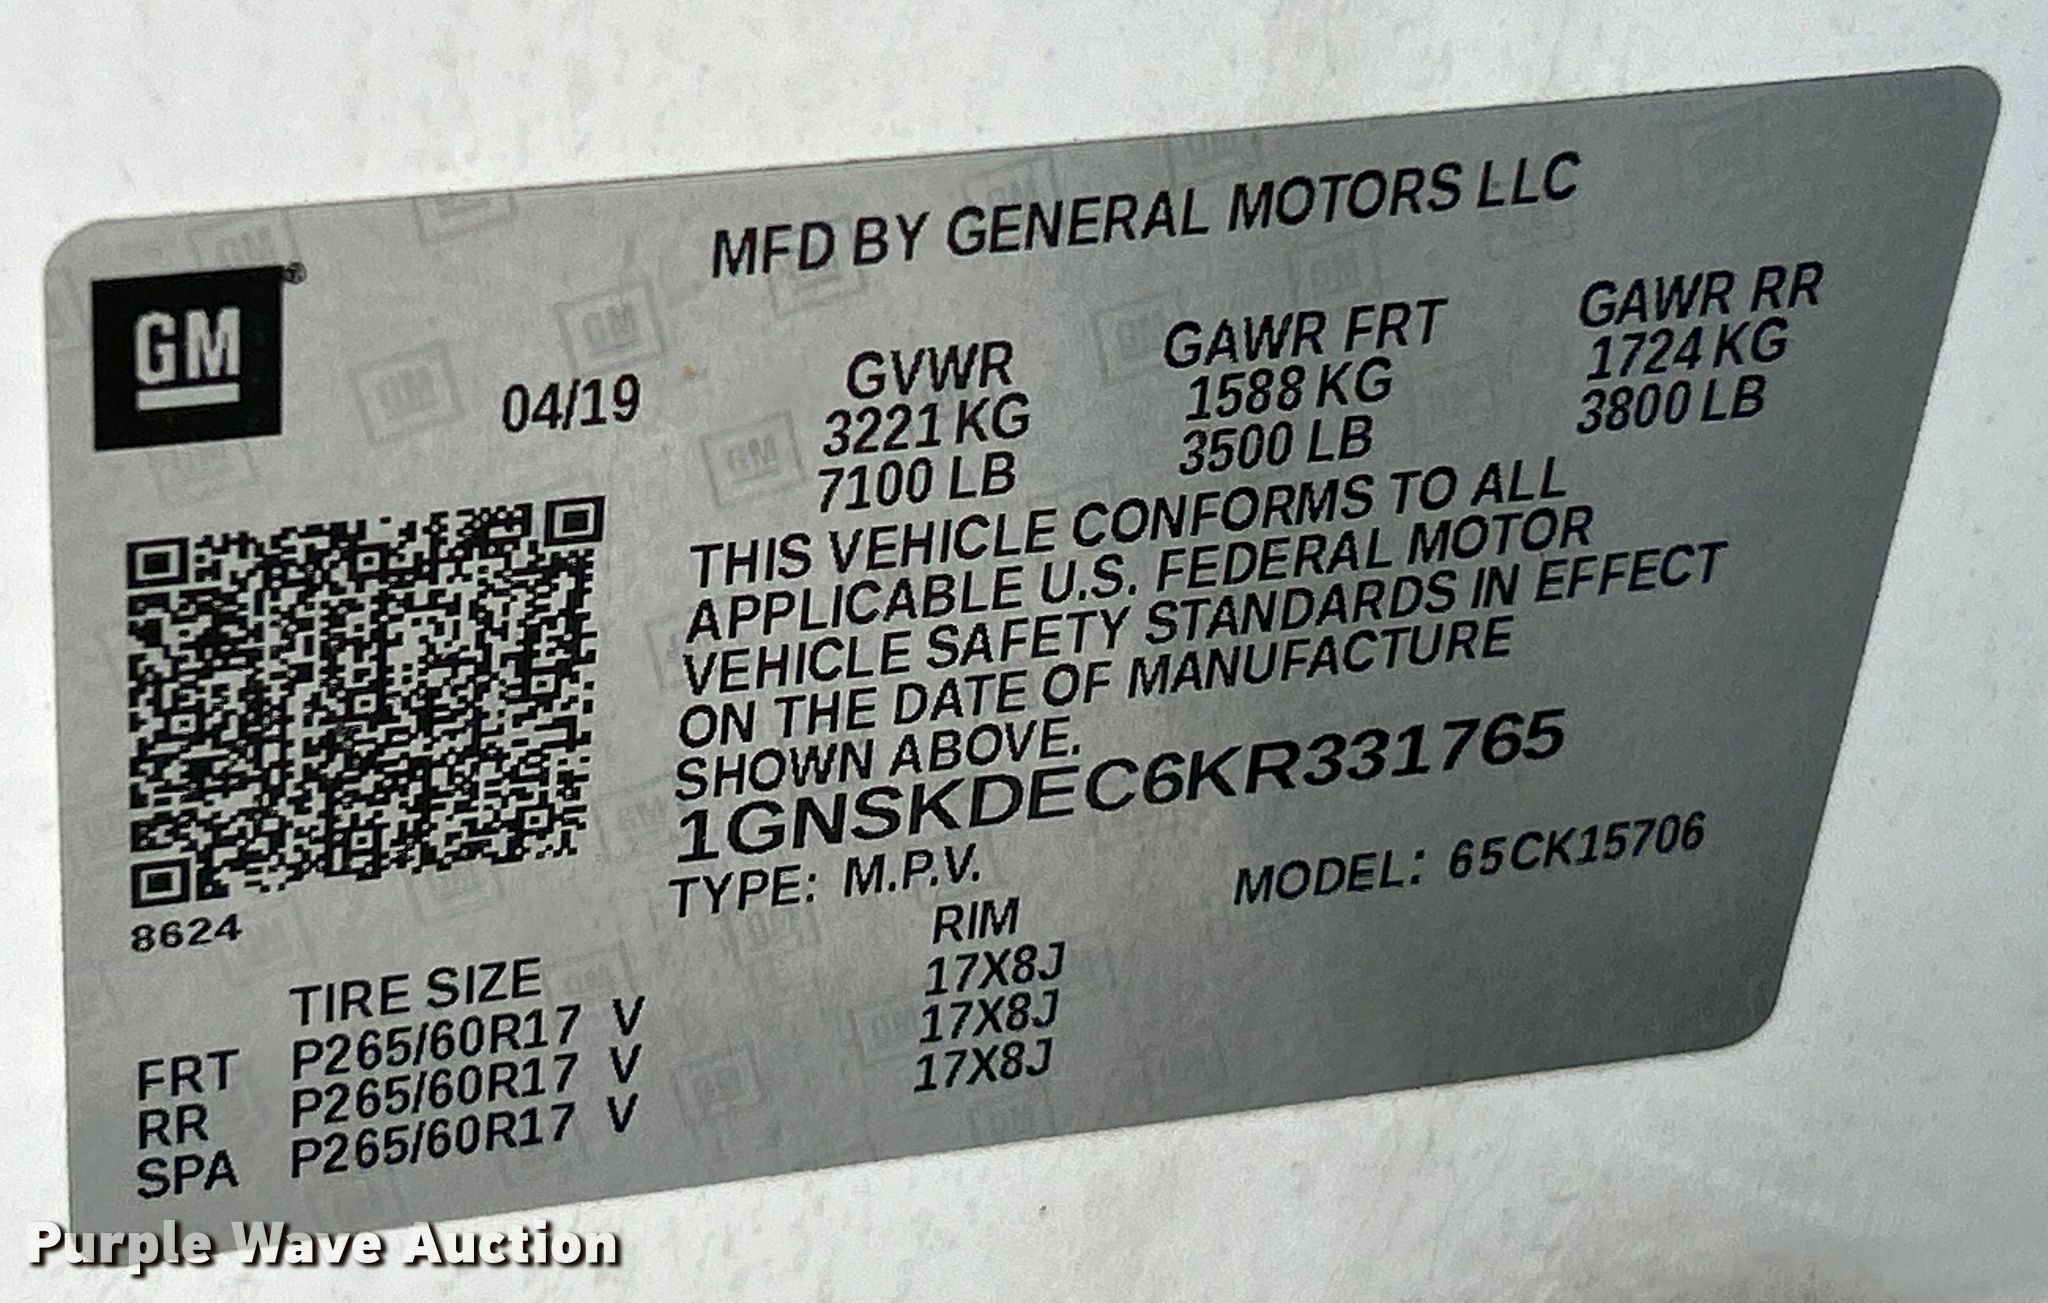 MFD BY GENERAL MOTORS LLC
GM®
04/19
GVWR GAWR FRT GAWR RR
3221 KG 1588 KG 1724 KG
7100 LB 3500 LB 3800 LB
THIS VEHICLE CONFORMS TO ALL
APPLICABLE U.S. FEDERAL MOTOR
VEHICLE SAFETY STANDARDS IN EFFECT
ON THE DATE OF MANUFACTURE
SHOWN ABOVE.
1GNSKDEC6KR331765
TYPE: M.P.V. MODEL: 65CK15706
8624
TIRE SIZE RIM
FRT P265/60R17 V 17X8J
RR P265/60R17 V 17X8J
SPA P265/60R17 V 17X8J
Purple Wave Auction